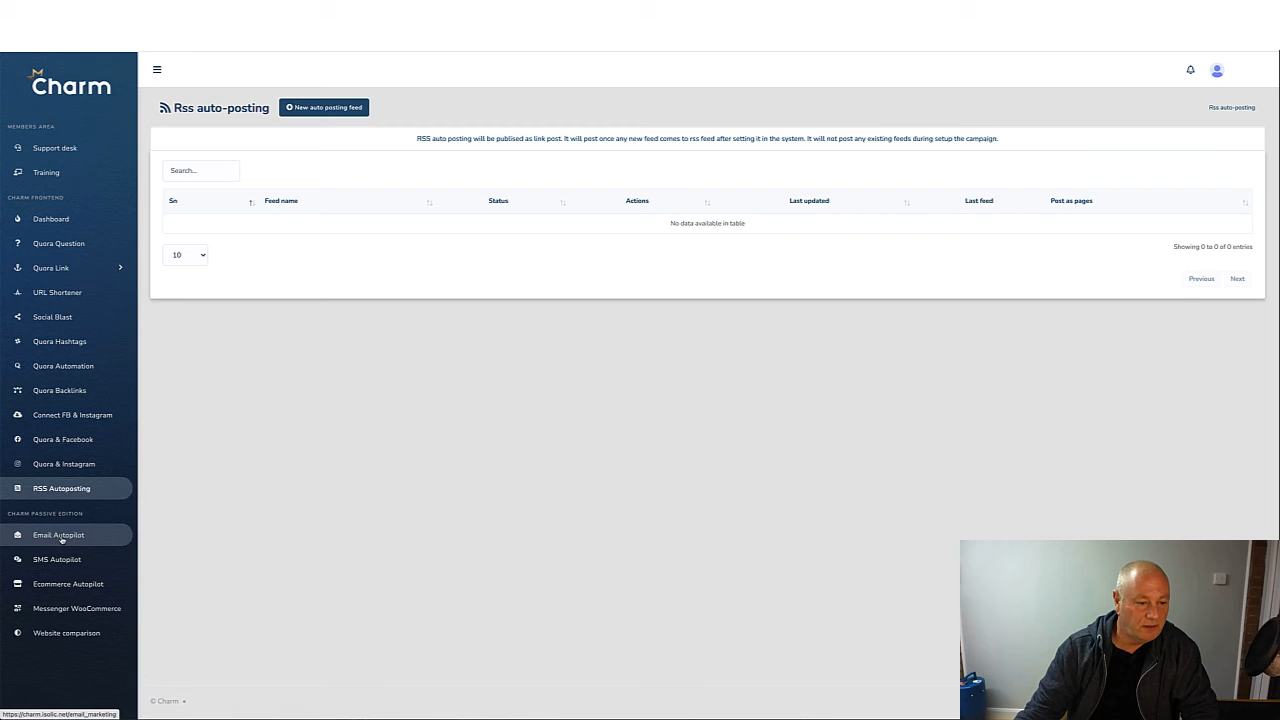 Charm
MEMBERS AREA
Support desk
Training
CHARM FRONTEND
Dashboard
Quora Question
Quora Link
URL Shortener
Social Blast
Quora Hashtags
Quora Automation
Quora Backlinks
Connect FB & Instagram
Quora & Facebook
Quora & Instagram
RSS Autoposting
CHARM PASSIVE EDITION
Email Autopilot
SMS Autopilot
Ecommerce Autopilot
Messenger WooCommerce
Website comparison
https://charm.isolic.net/email_marketing
Rss auto-posting
New auto posting feed
Rss auto-posting
RSS auto posting will be publised as link post. It will post once any new feed comes to rss feed after setting it in the system. It will not post any existing feeds during setup the campaign.
Search...
Sn Feed name Status Actions Last updated Last feed Post as pages
No data available in table
10
Showing 0 to 0 of 0 entries
Previous Next
© Charm